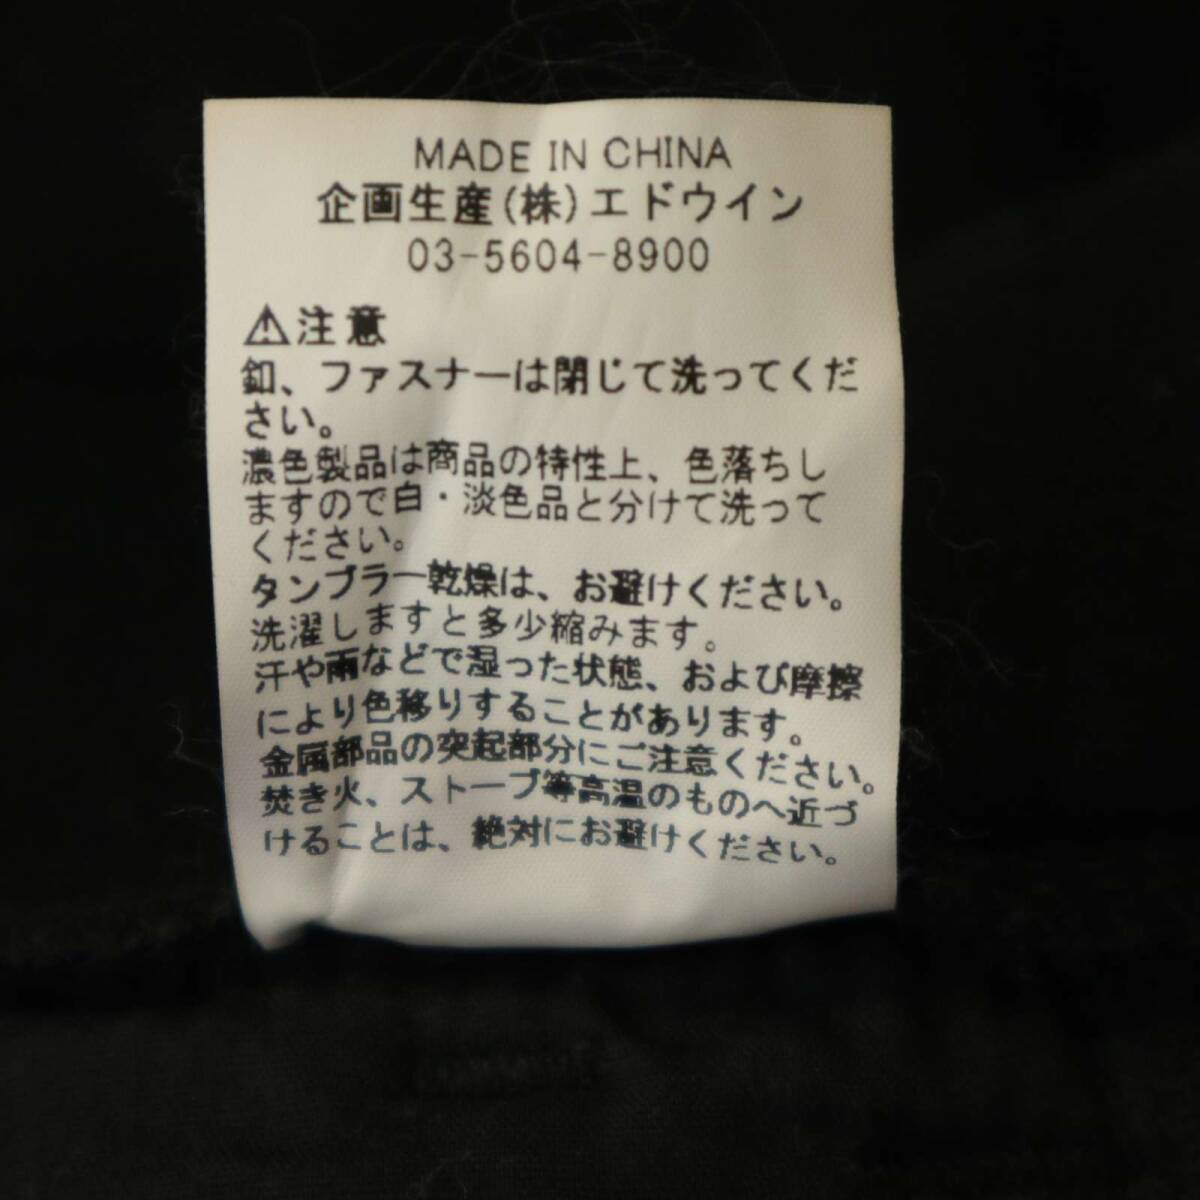 MADE IN CHINA
企画生産(株)エドウイン
03-5604-8900
⚠注意
釦、ファスナーは閉じて洗ってくだ
さい。
濃色製品は商品の特性上、色落ちし
ますので白・淡色品と分けて洗って
ください。
タンブラー乾燥は、お避けください。
洗濯しますと多少縮みます。
汗や雨などで湿った状態、および摩擦
により色移りすることがあります。
金属部品の突起部分にご注意ください。
焚き火、ストーブ等高温のものへ近づ
けることは、絶対にお避けください。